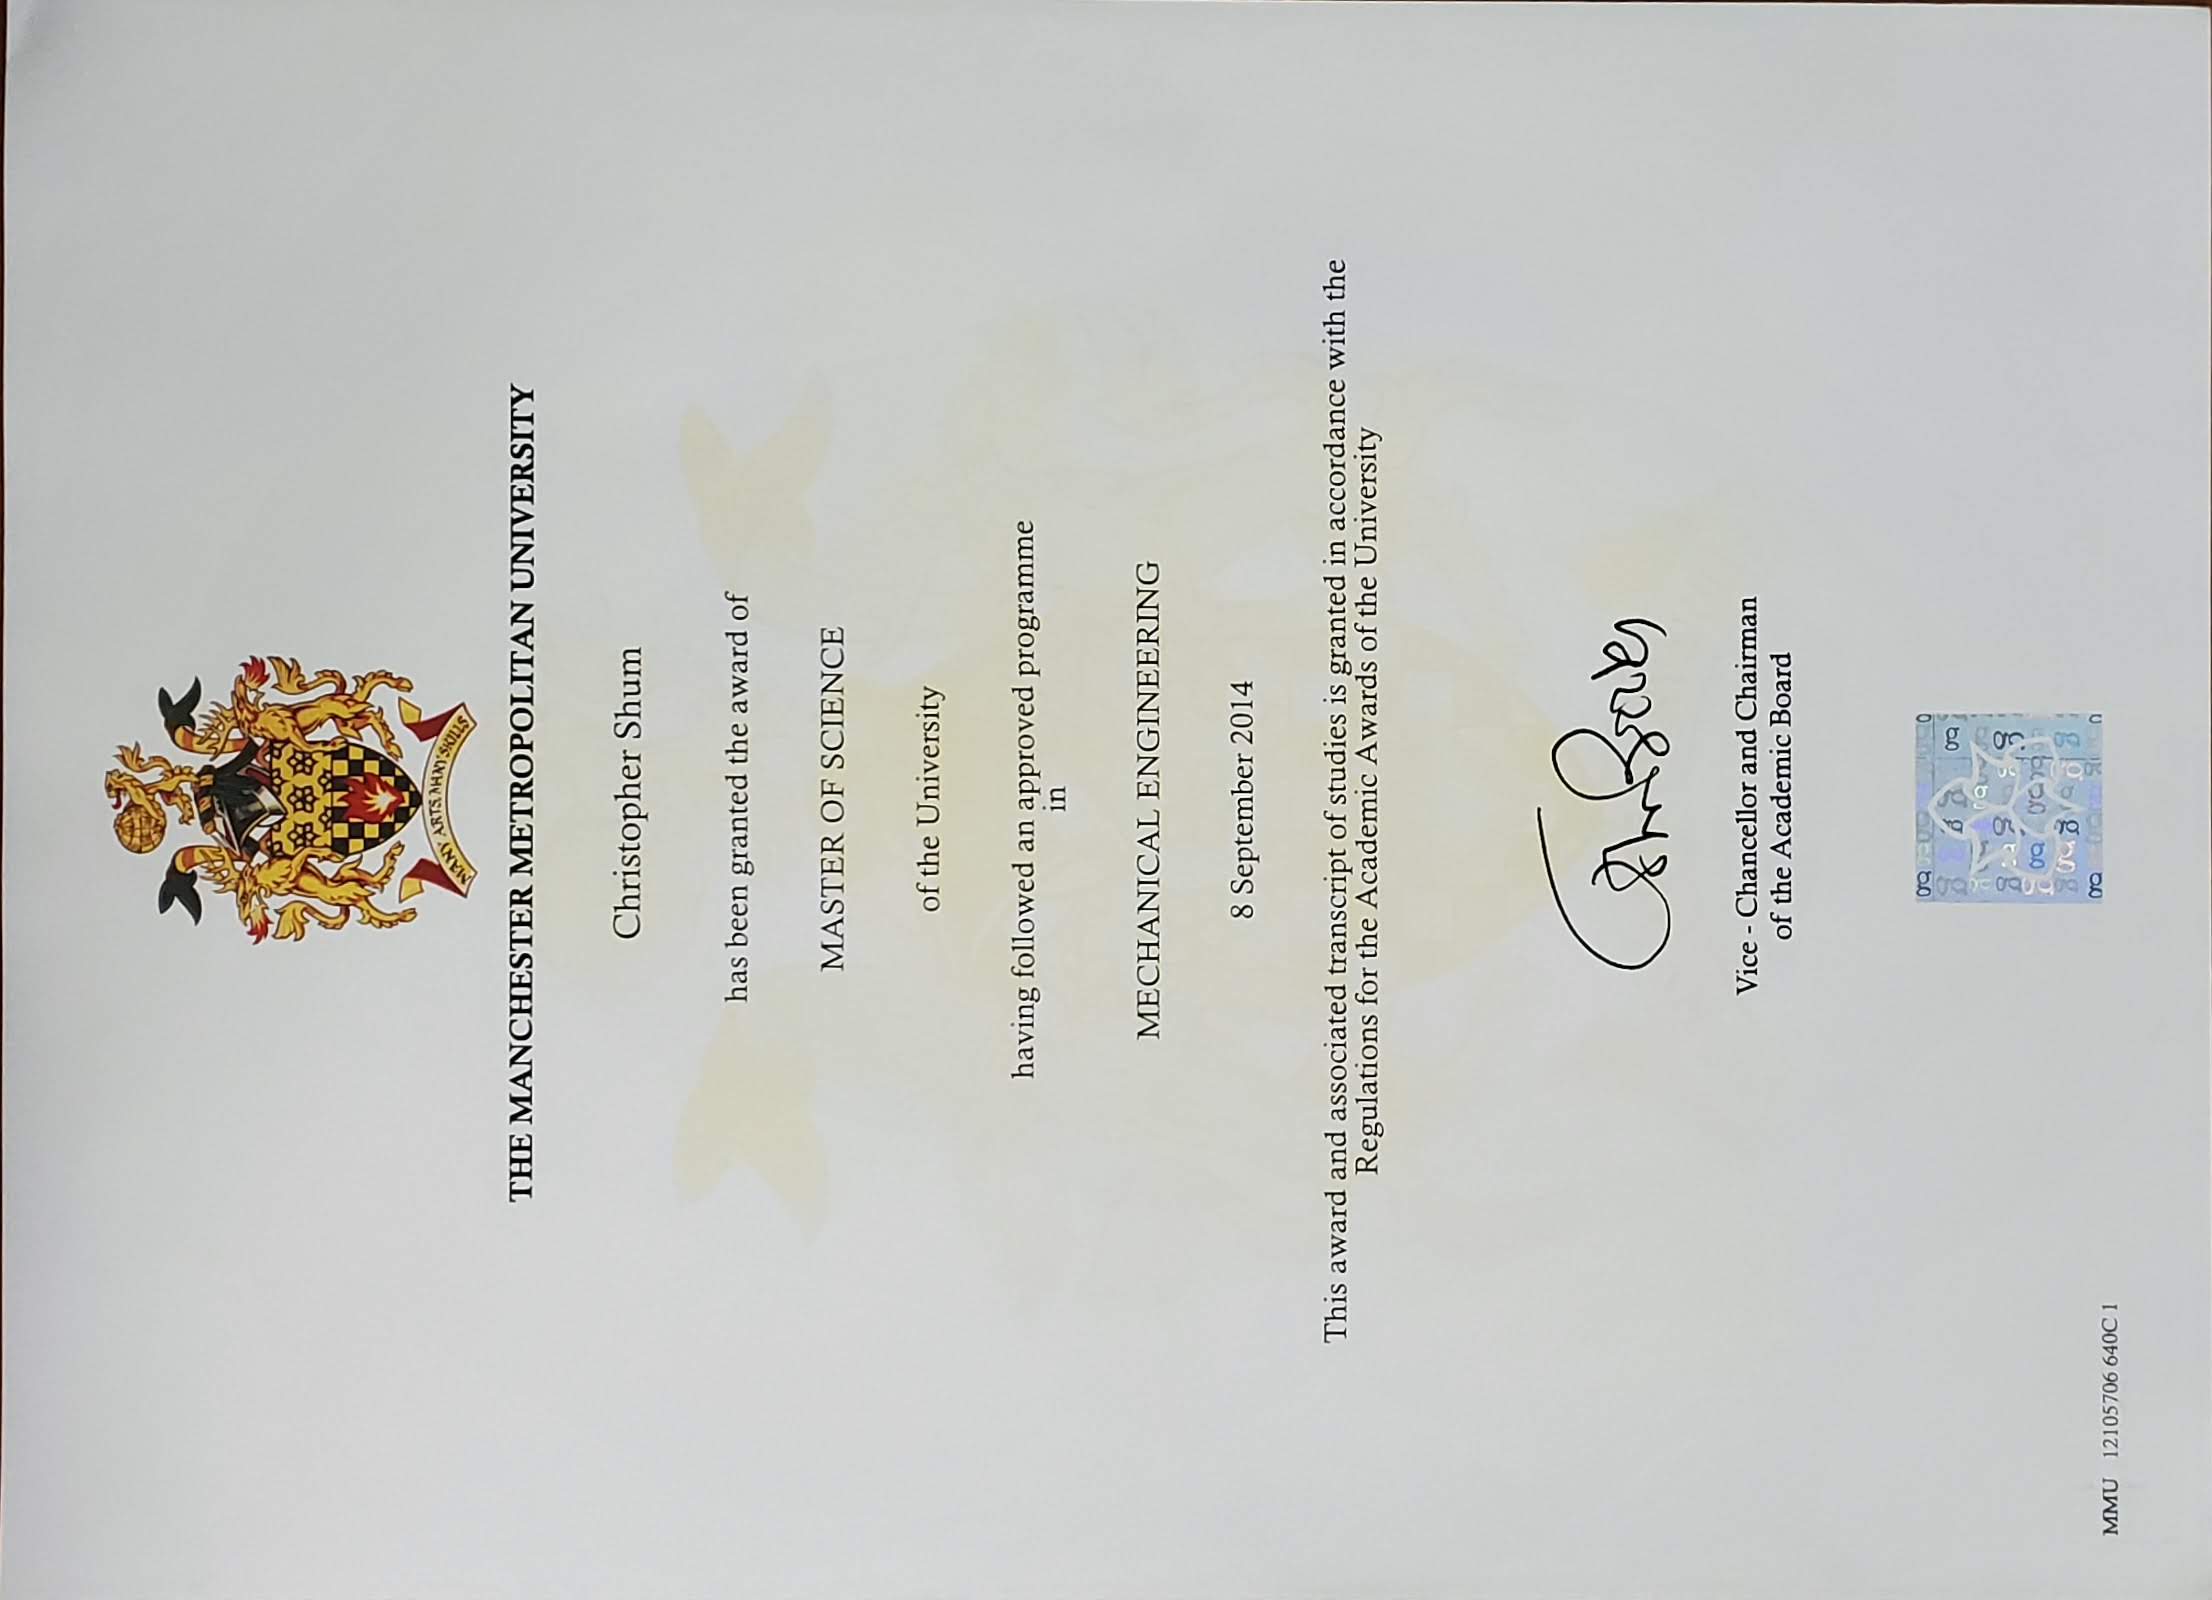 MANY ARTS, MANY SKILLS
THE MANCHESTER METROPOLITAN UNIVERSITY
Christopher Shum
has been granted the award of
MASTER OF SCIENCE
of the University
having followed an approved programme
in
MECHANICAL ENGINEERING
8 September 2014
This award and associated transcript of studies is granted in accordance with the
Regulations for the Academic Awards of the University
Vice - Chancellor and Chairman
of the Academic Board
MMU 12105706 640C 1